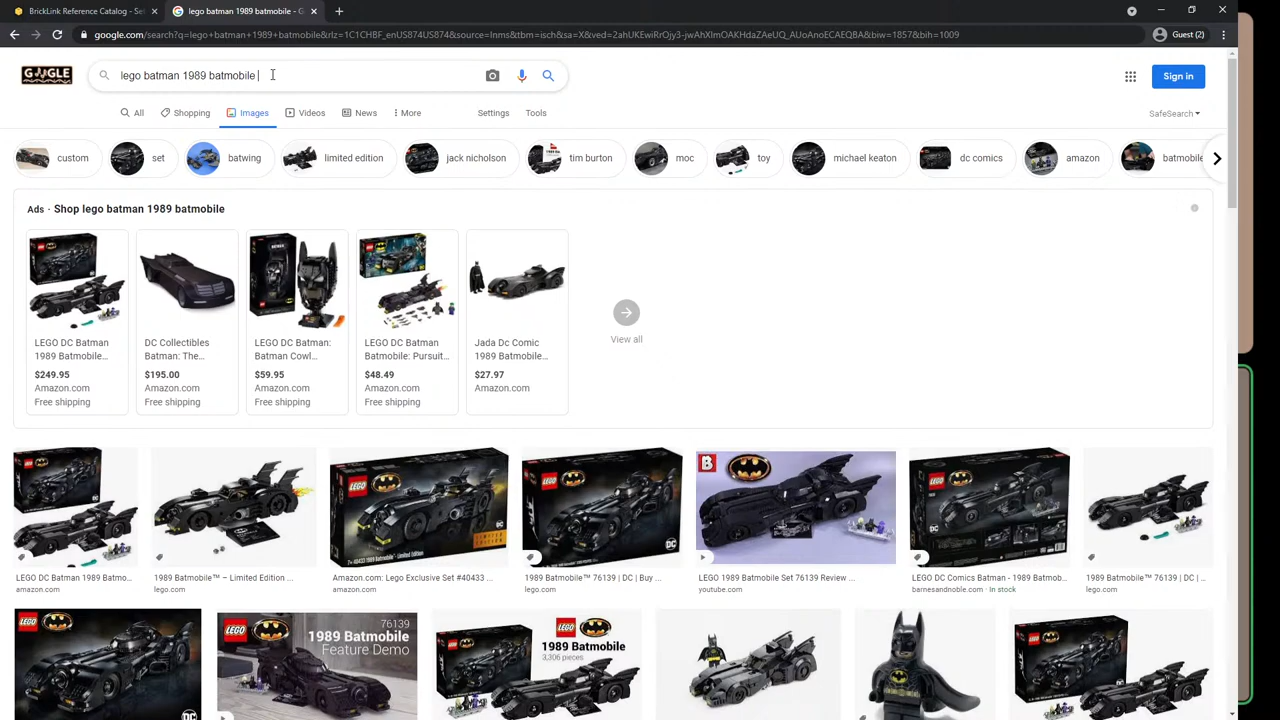 BrickLink Reference Catalog - Sel
lego batman 1989 batmobile - G
Guest (2)
google.com/search?q=lego+batman+1989+batmobile&rlz=1C1CHBF_enUS874US874&source=lnms&tbm=isch&sa=X&ved=2ahUKEwiRrOjy3-jwAhXlmOAKHdaZAeUQ_AUoAnoECAEQBA&biw=1857&bih=1009
lego batman 1989 batmobile
Sign in
All
Shopping
Images
Videos
News
More
Settings
Tools
SafeSearch
custom
set
batwing
limited edition
jack nicholson
tim burton
moc
toy
michael keaton
dc comics
amazon
batmobile
Ads · Shop lego batman 1989 batmobile
LEGO DC Batman
1989 Batmobile...
$249.95
Amazon.com
Free shipping
DC Collectibles
Batman: The...
$195.00
Amazon.com
Free shipping
LEGO DC Batman:
Batman Cowl...
$59.95
Amazon.com
Free shipping
LEGO DC Batman
Batmobile: Pursuit...
$48.49
Amazon.com
Free shipping
Jada Dc Comic
1989 Batmobile...
$27.97
Amazon.com
View all
LEGO DC Batman 1989 Batmo...
amazon.com
1989 Batmobile™ – Limited Edition ...
lego.com
Amazon.com: Lego Exclusive Set #40433 ...
amazon.com
1989 Batmobile™ 76139 | DC | Buy ...
lego.com
LEGO 1989 Batmobile Set 76139 Review ...
youtube.com
LEGO DC Comics Batman - 1989 Batmob...
barnesandnoble.com · In stock
1989 Batmobile™ 76139 | DC | ...
lego.com
76139
1989 Batmobile
Feature Demo
1989 Batmobile
3,306 pieces